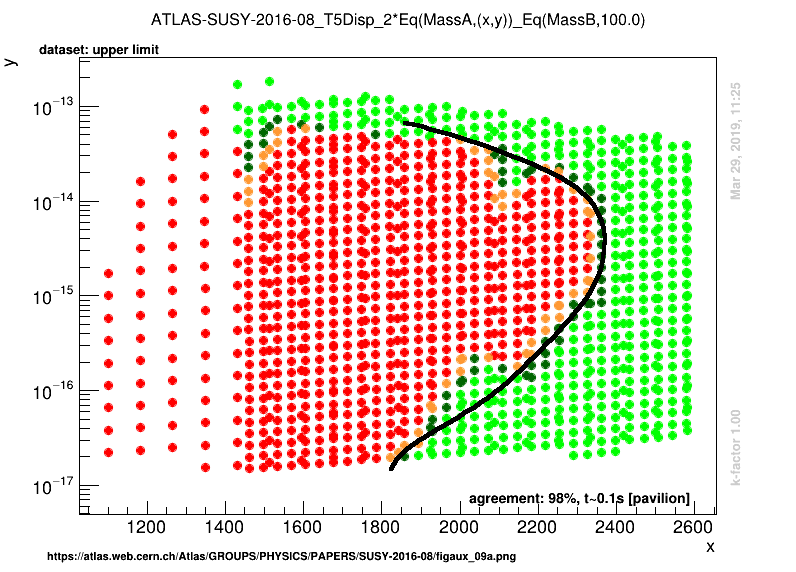 ATLAS-SUSY-2016-08_T5Disp_2*Eq(MassA,(x,y))_Eq(MassB,100.0)
dataset: upper limit
y
10⁻¹³
10⁻¹⁴
10⁻¹⁵
10⁻¹⁶
10⁻¹⁷
Mar 29, 2019, 11:25
k-factor 1.00
agreement: 98%, t~0.1s [pavilion]
1200 1400 1600 1800 2000 2200 2400 2600
x
https://atlas.web.cern.ch/Atlas/GROUPS/PHYSICS/PAPERS/SUSY-2016-08/figaux_09a.png